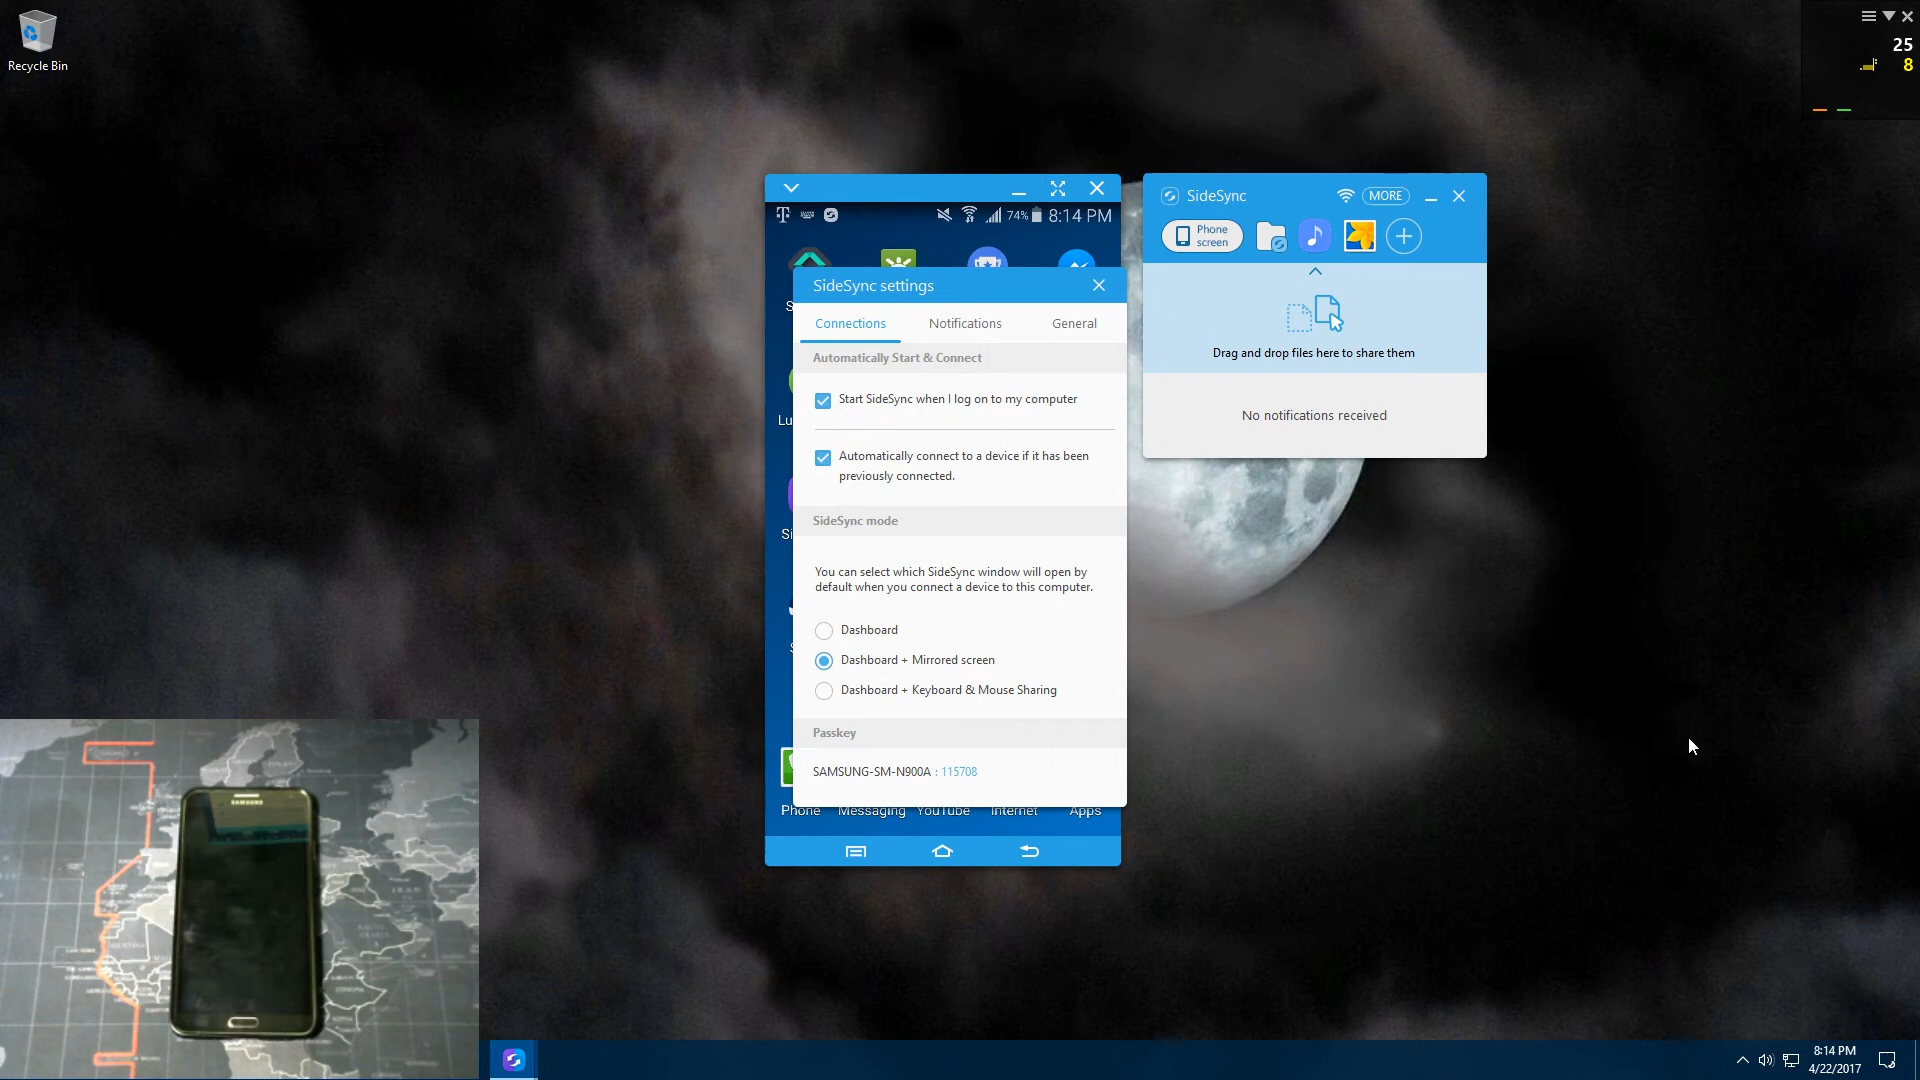 Recycle Bin
25
8
8:14 PM
74%
S
Lu
Si
S
SideSync settings
Connections
Notifications
General
Automatically Start & Connect
Start SideSync when I log on to my computer
Automatically connect to a device if it has been
previously connected.
SideSync mode
You can select which SideSync window will open by
default when you connect a device to this computer.
Dashboard
Dashboard + Mirrored screen
Dashboard + Keyboard & Mouse Sharing
Passkey
SAMSUNG-SM-N900A : 115708
Phone Messaging YouTube Internet Apps
SideSync
MORE
Phone
screen
Drag and drop files here to share them
No notifications received
SAMSUNG
8:14 PM
4/22/2017